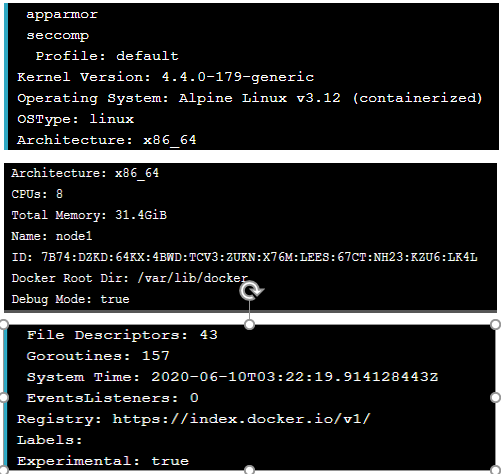 apparmor
seccomp
Profile: default
Kernel Version: 4.4.0-179-generic
Operating System: Alpine Linux v3.12 (containerized)
OSType: linux
Architecture: x86_64
Architecture: x86_64
CPUs: 8
Total Memory: 31.4GiB
Name: node1
ID: 7B74:DZKD:64KX:4BWD:TCV3:ZUKN:X76M:LEES:67CT:NH23:KZU6:LK4L
Docker Root Dir: /var/lib/docker
Debug Mode: true
File Descriptors: 43
Goroutines: 157
System Time: 2020-06-10T03:22:19.914128443Z
EventsListeners: 0
Registry: https://index.docker.io/v1/
Labels:
Experimental: true